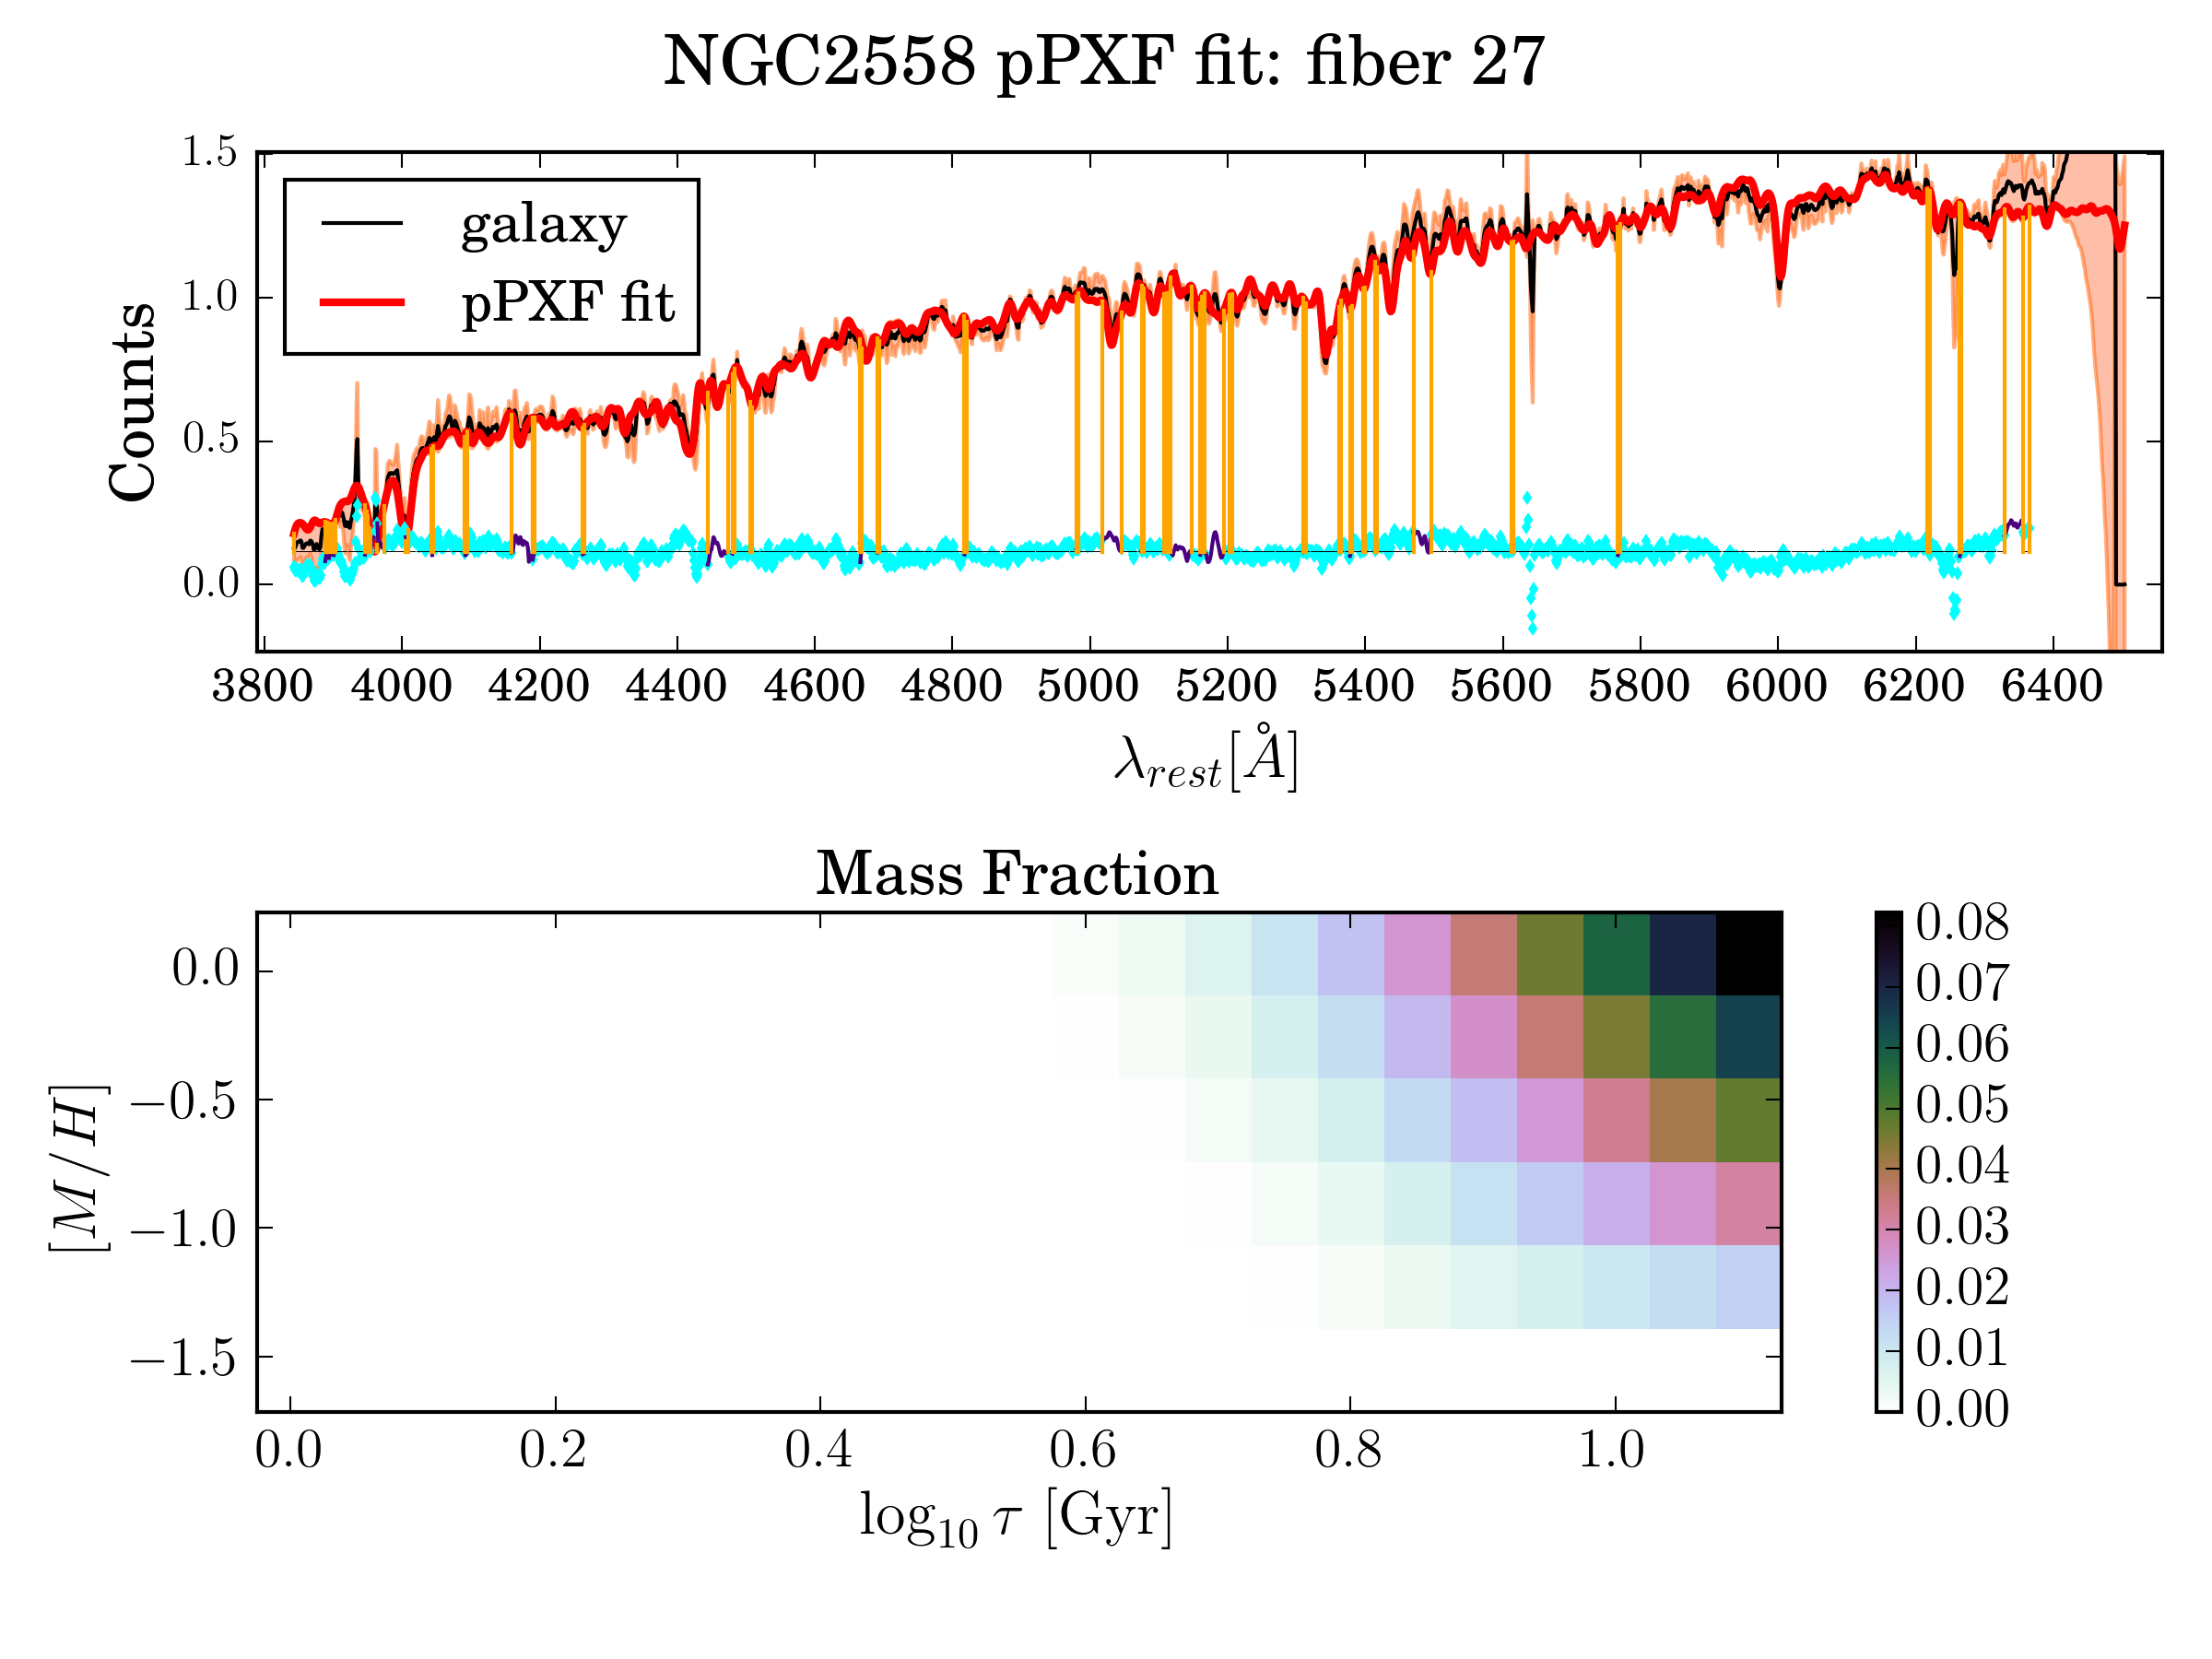 NGC2558 pPXF fit: fiber 27
1.5
1.0
0.5
0.0
Counts
galaxy
pPXF fit
3800 4000 4200 4400 4600 4800 5000 5200 5400 5600 5800 6000 6200 6400
λrest[Å]
Mass Fraction
0.0
−0.5
−1.0
−1.5
[M/H]
0.0 0.2 0.4 0.6 0.8 1.0
log10 τ [Gyr]
0.08
0.07
0.06
0.05
0.04
0.03
0.02
0.01
0.00